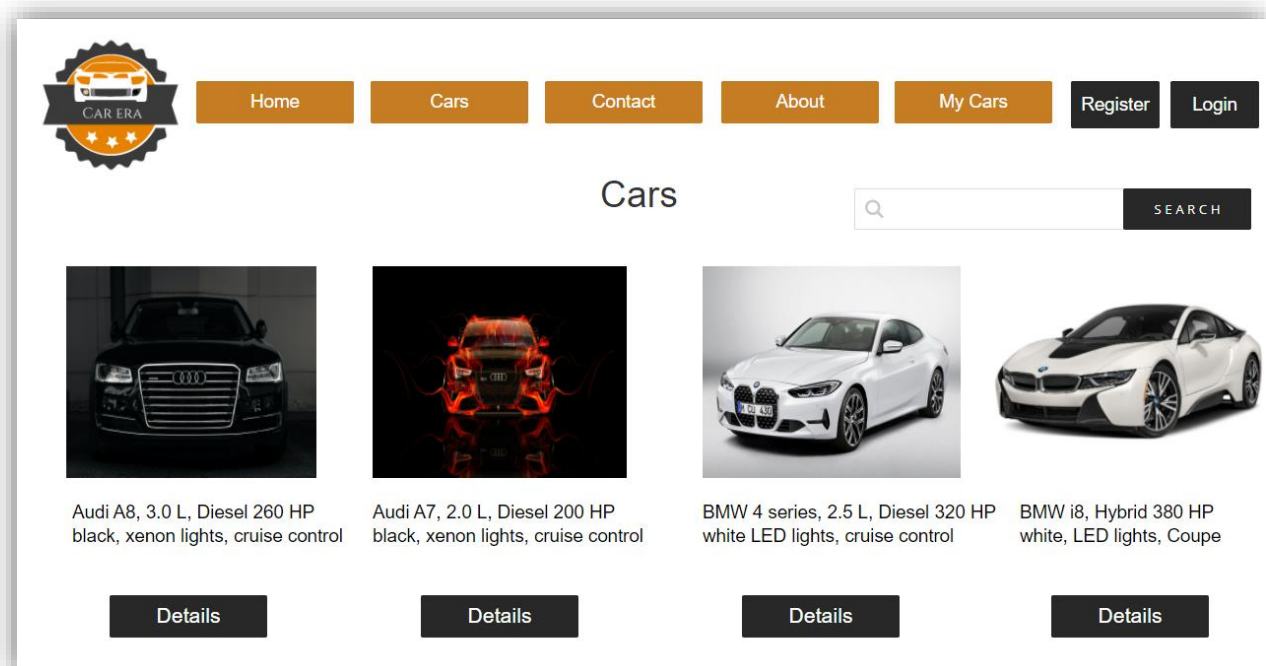 CAR ERA
Home
Cars
Contact
About
My Cars
Register
Login
Cars
SEARCH
M CU 430
Audi A8, 3.0 L, Diesel 260 HP
black, xenon lights, cruise control
Audi A7, 2.0 L, Diesel 200 HP
black, xenon lights, cruise control
BMW 4 series, 2.5 L, Diesel 320 HP
white LED lights, cruise control
BMW i8, Hybrid 380 HP
white, LED lights, Coupe
Details
Details
Details
Details